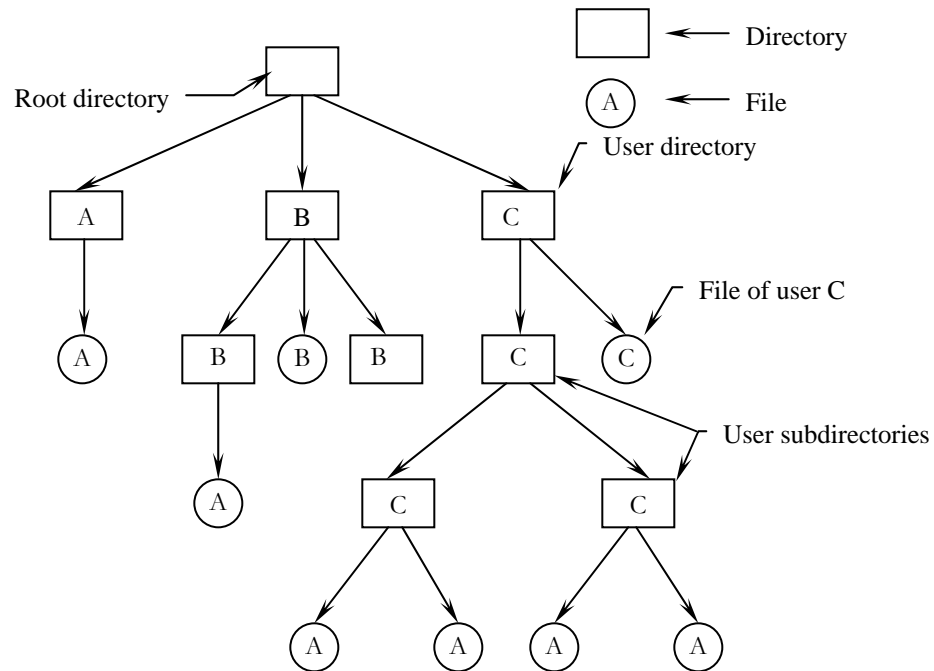 Directory
Root directory
A
File
User directory
A
B
C
File of user C
A
B
B
B
C
C
User subdirectories
A
C
C
A
A
A
A